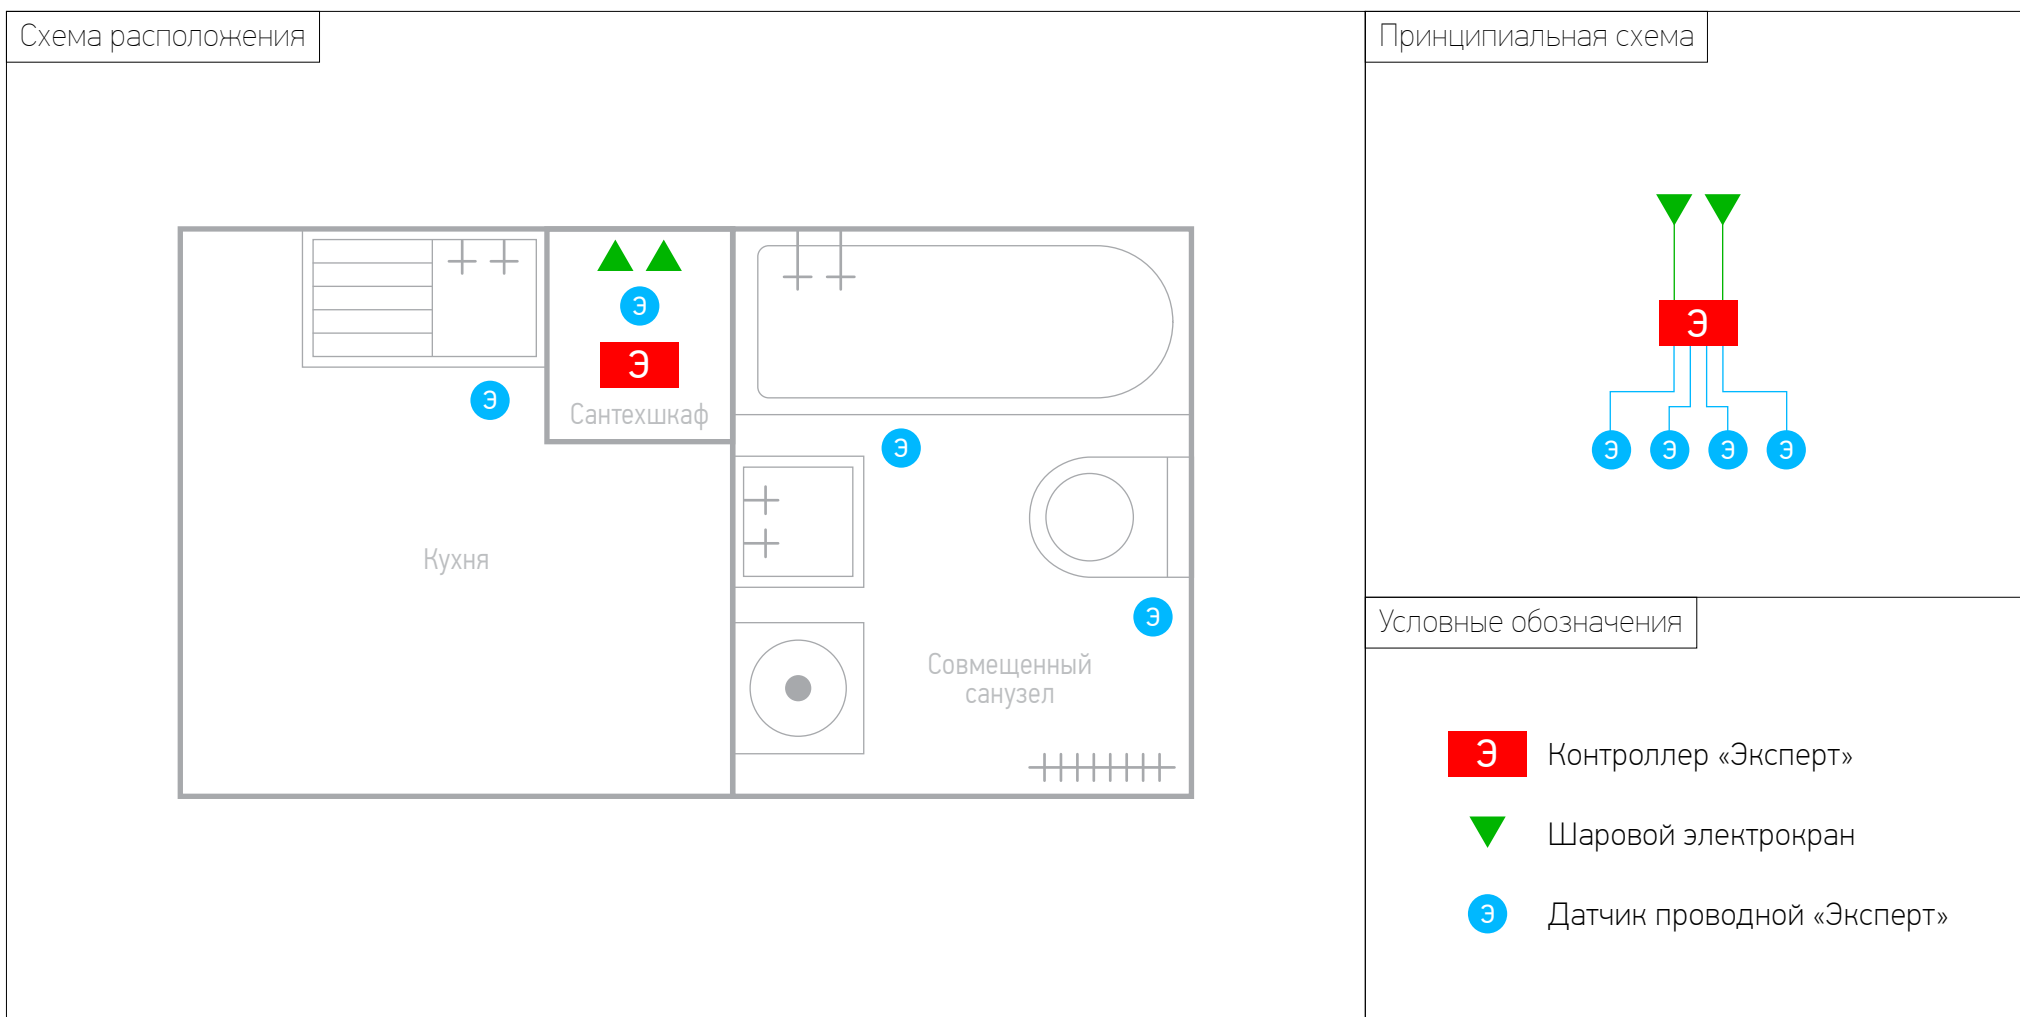 Схема расположения
Э
Э
Э
Сантехшкаф
Э
Кухня
Э
Совмещенный
санузел
Принципиальная схема
Э
Э Э Э Э
Условные обозначения
Э Контроллер «Эксперт»
Шаровой электрокран
Э Датчик проводной «Эксперт»